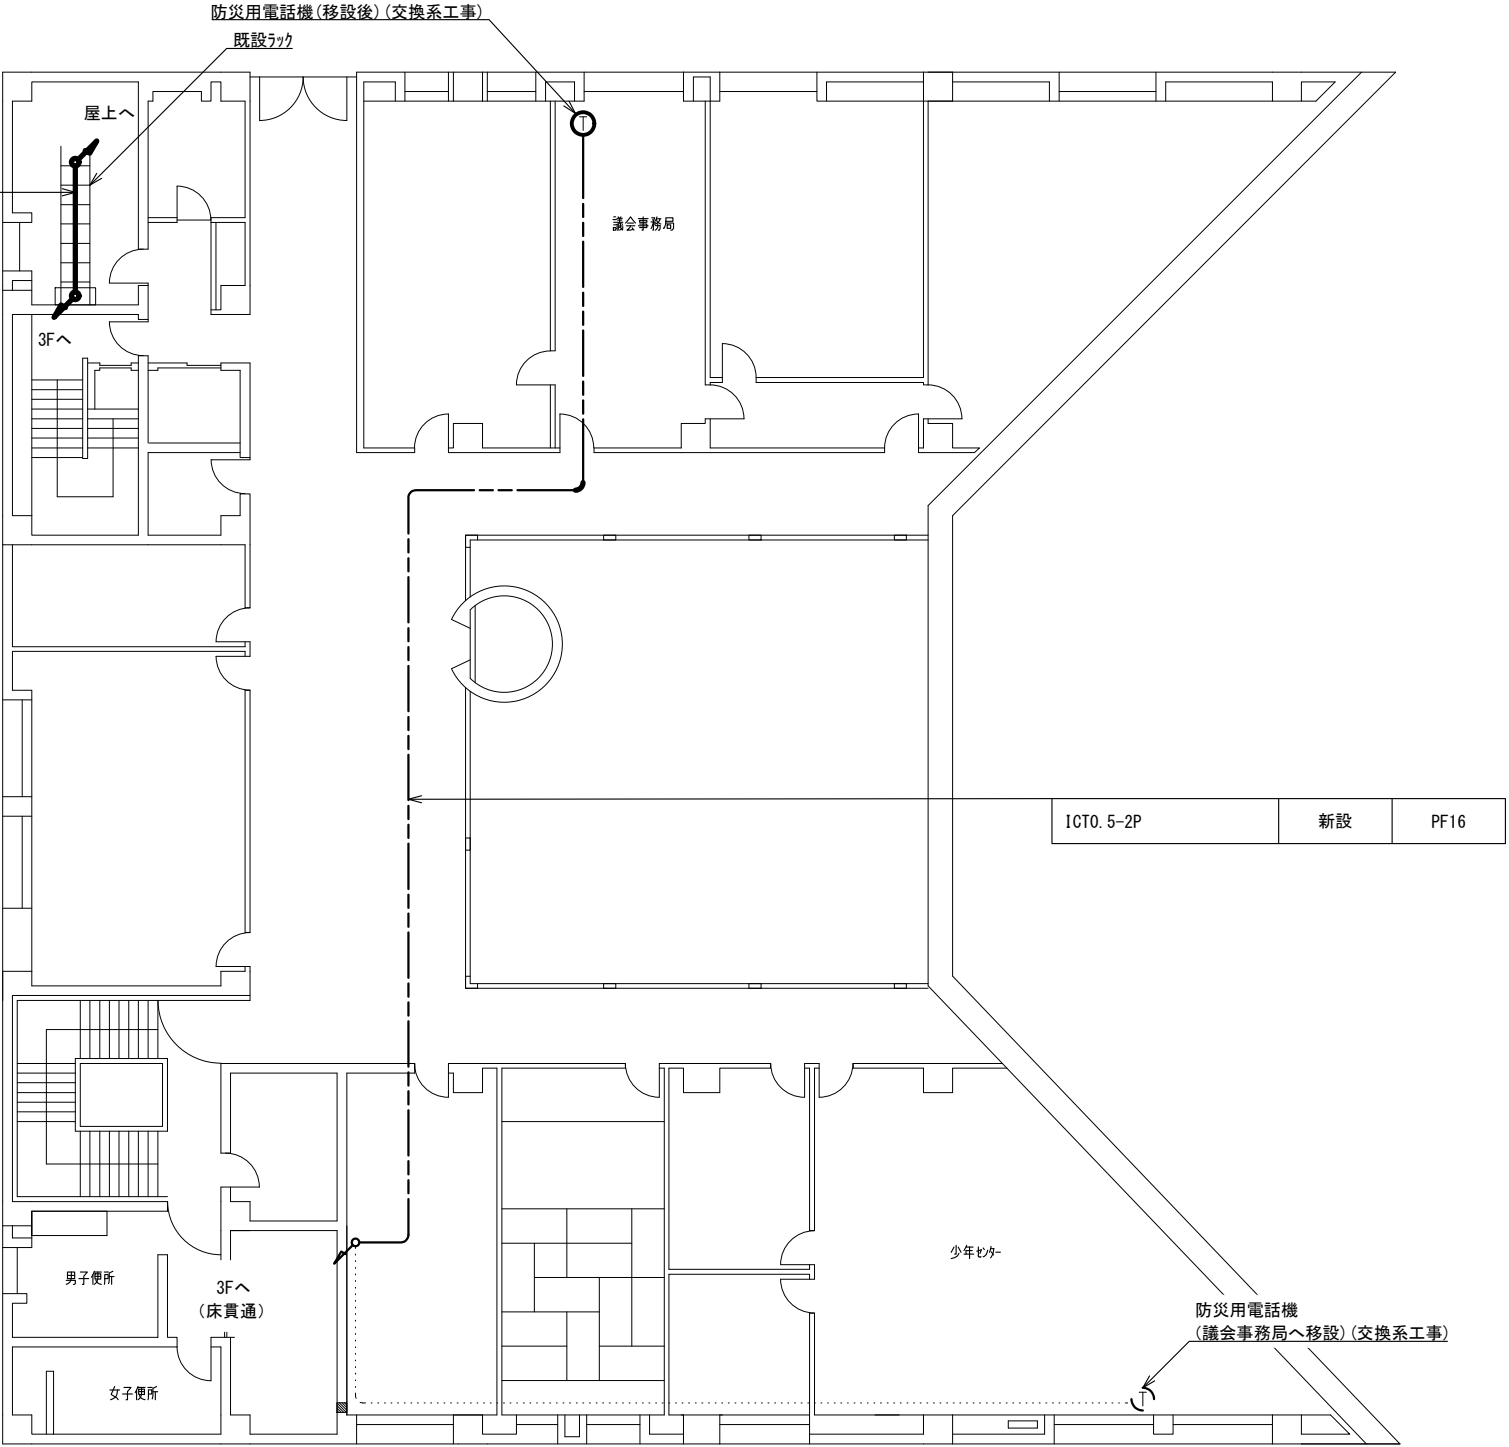 防災用電話機(移設後)(交換系工事)
既設ﾗｯｸ
屋上へ
議会事務局
3Fへ
ICT0.5-2P 新設 PF16
少年ｾﾝﾀｰ
男子便所
3Fへ
(床貫通)
防災用電話機
(議会事務局へ移設)(交換系工事)
女子便所